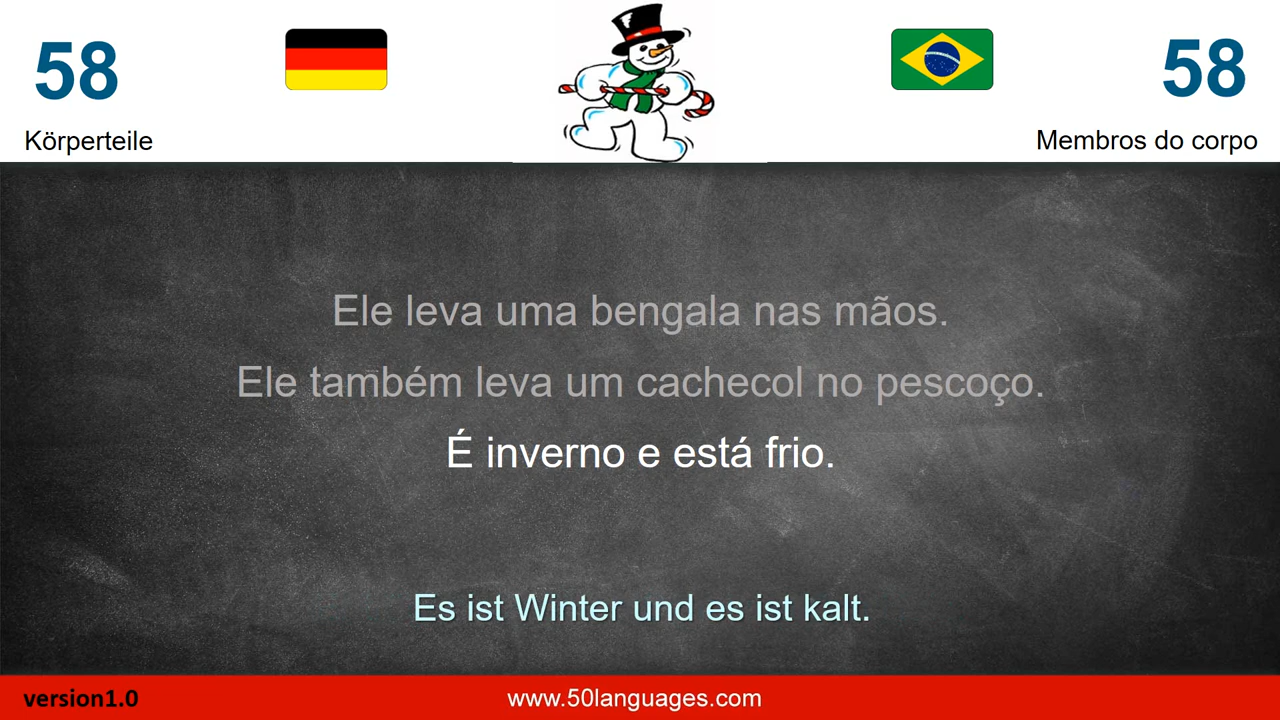 58
58
Körperteile
Membros do corpo
Ele leva uma bengala nas mãos.
Ele também leva um cachecol no pescoço.
É inverno e está frio.
Es ist Winter und es ist kalt.
version1.0
www.50languages.com